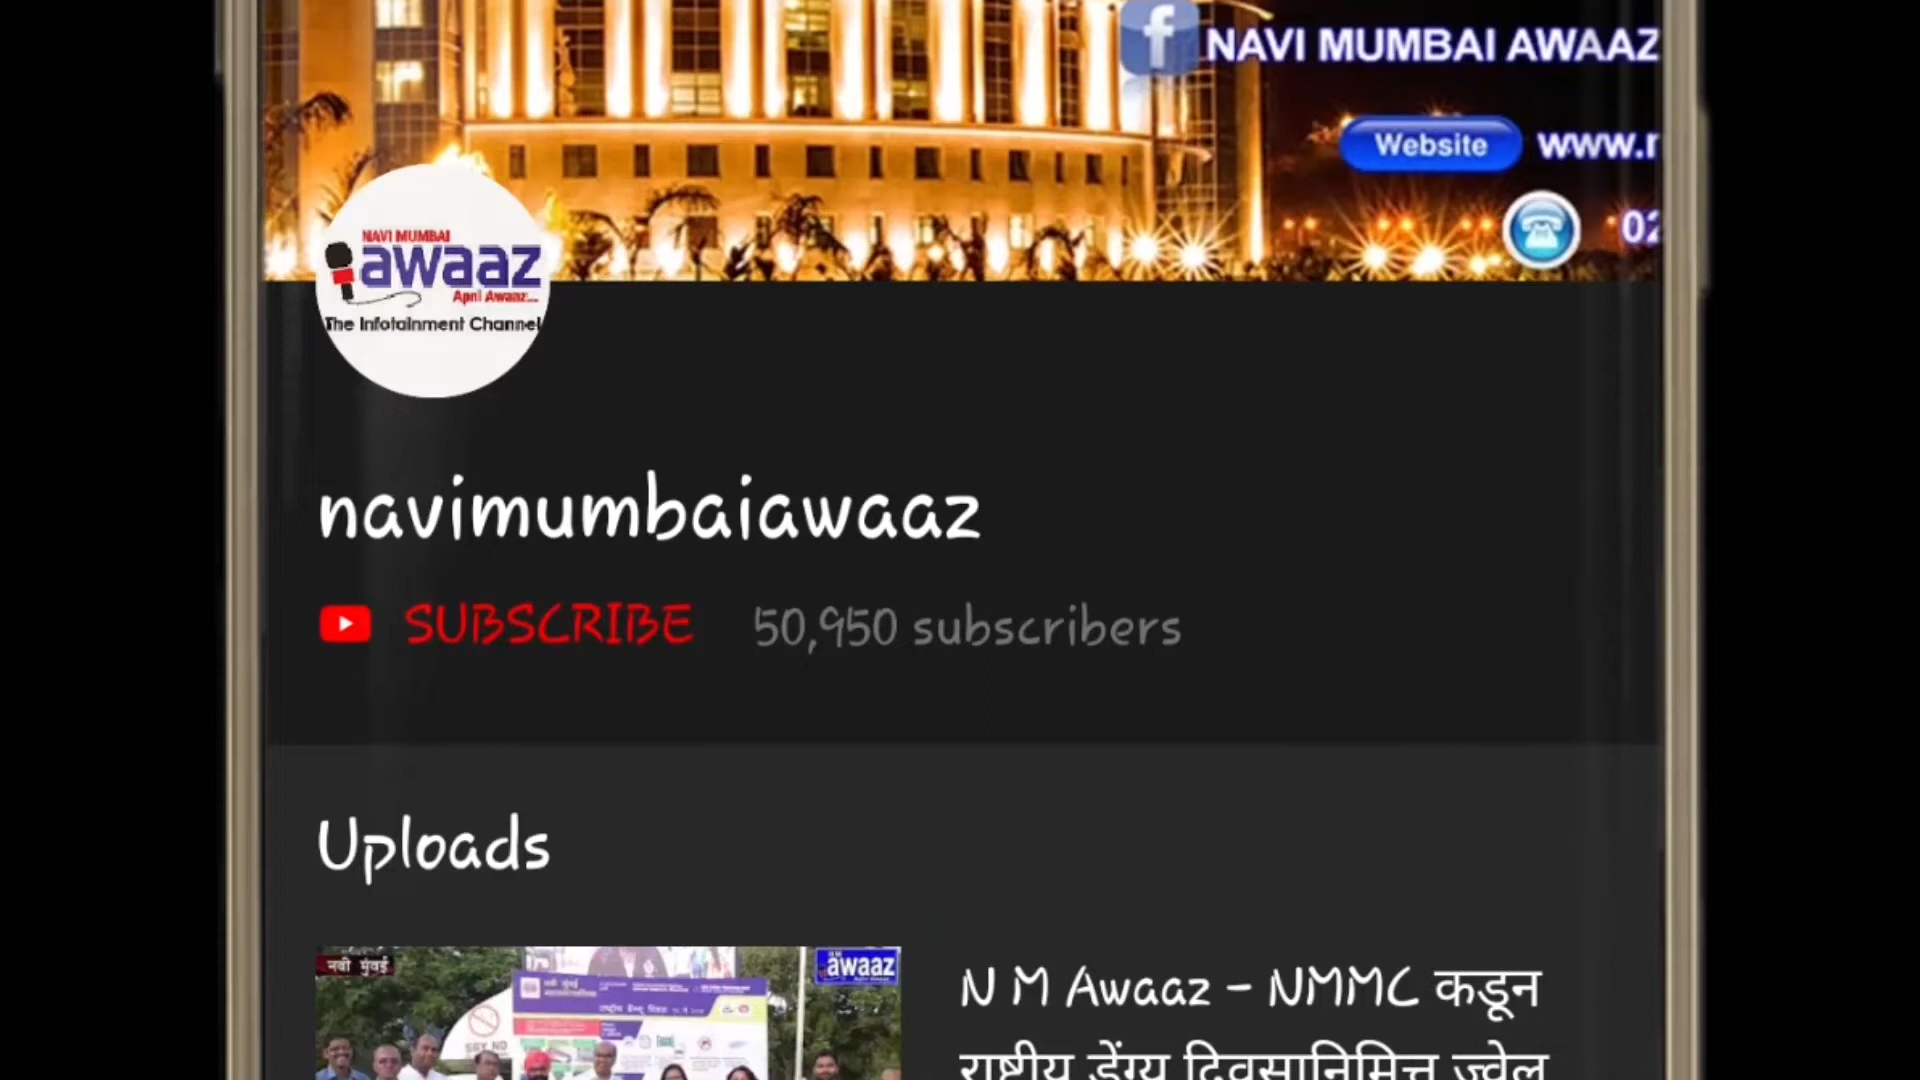 NAVI MUMBAI AWAAZ
Website www.
02
NAVI MUMBAI
awaaz
Apni Awaaz...
The Infotainment Channel
navimumbaiawaaz
SUBSCRIBE 50,950 subscribers
Uploads
नवी मुंबई
awaaz
N M Awaaz - NMMC कडून
राष्ट्रीय डेंग्यू दिवसानिमित्त ज्वेल